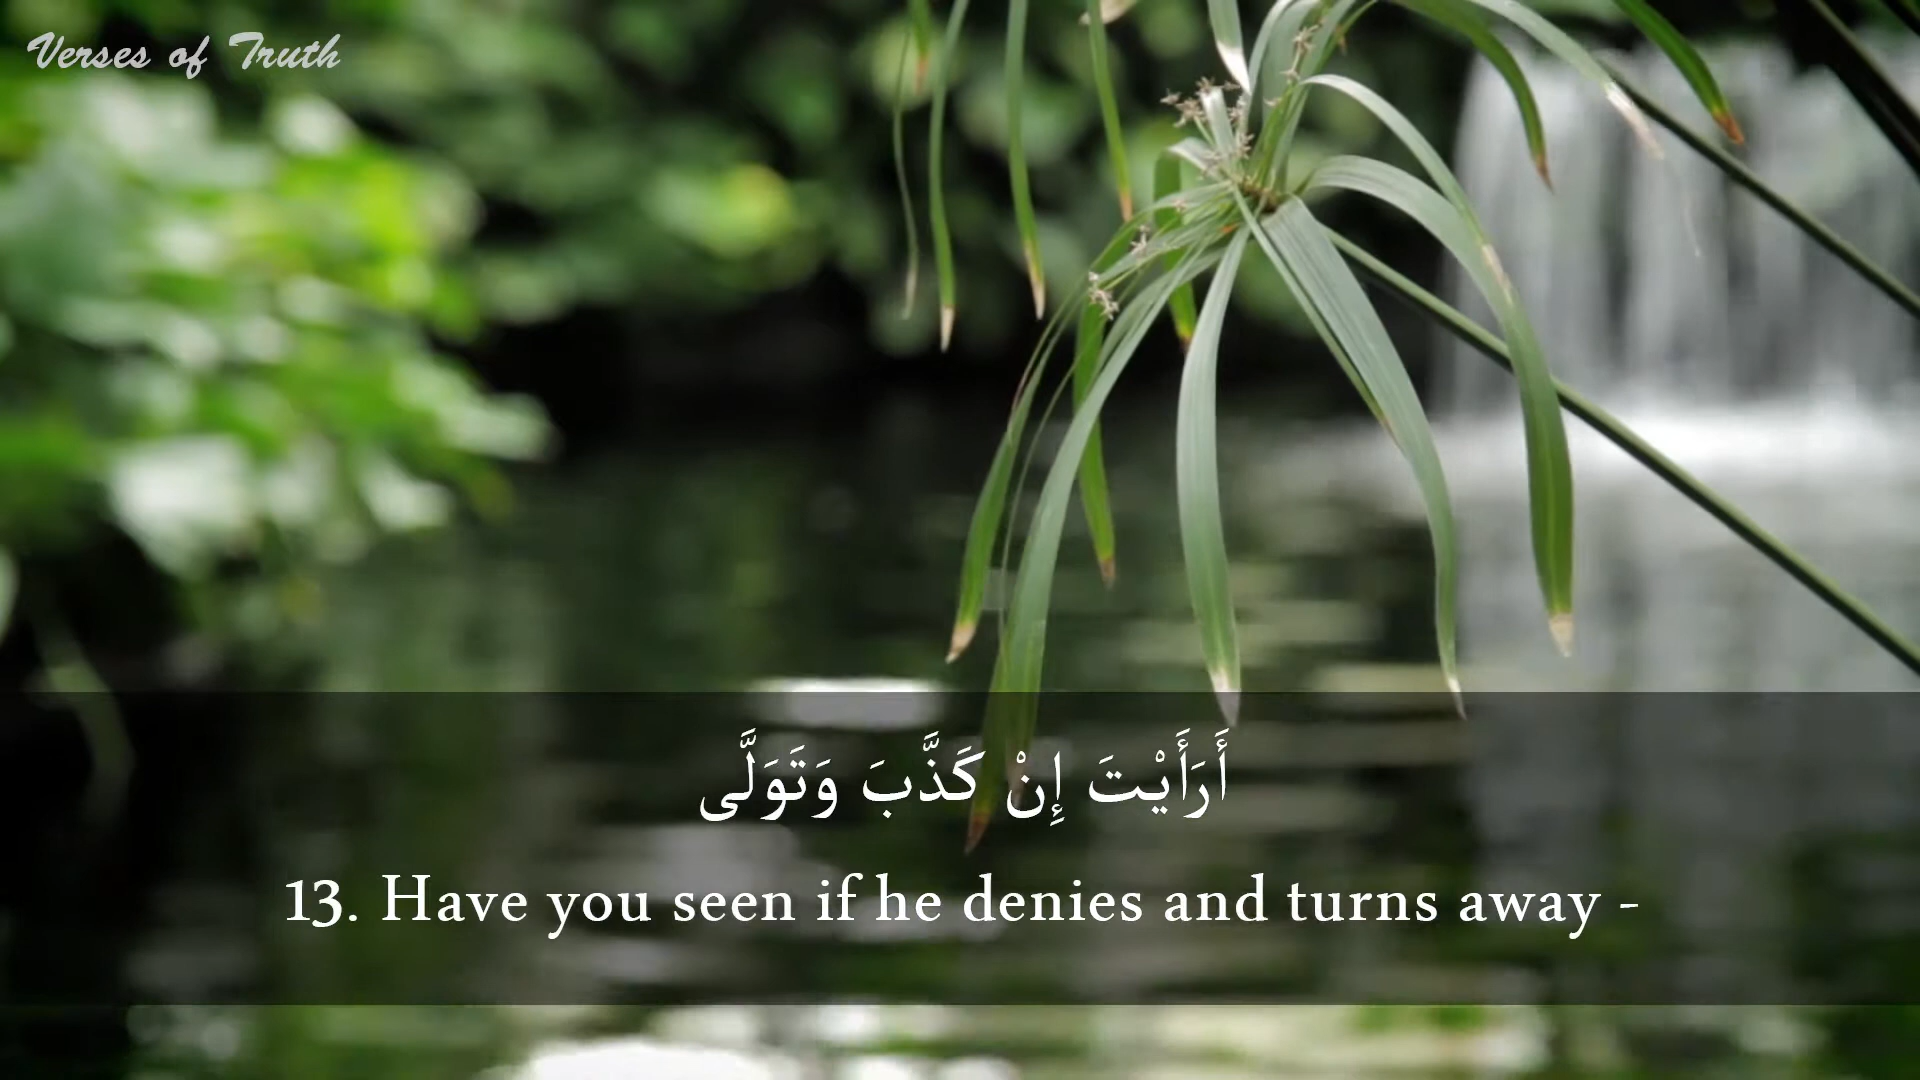 Verses of Truth
أَرَأَيْتَ إِنْ كَذَّبَ وَتَوَلَّى
13. Have you seen if he denies and turns away -